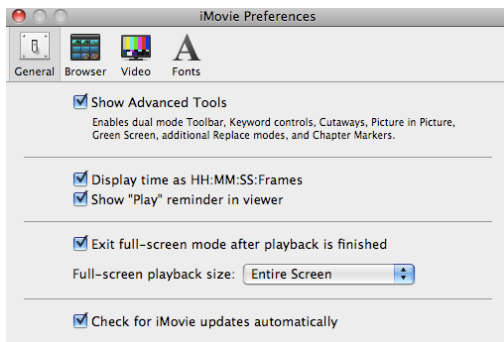 iMovie Preferences
General Browser Video Fonts
Show Advanced Tools
Enables dual mode Toolbar, Keyword controls, Cutaways, Picture in Picture,
Green Screen, additional Replace modes, and Chapter Markers.
Display time as HH:MM:SS:Frames
Show "Play" reminder in viewer
Exit full-screen mode after playback is finished
Full-screen playback size: Entire Screen
Check for iMovie updates automatically